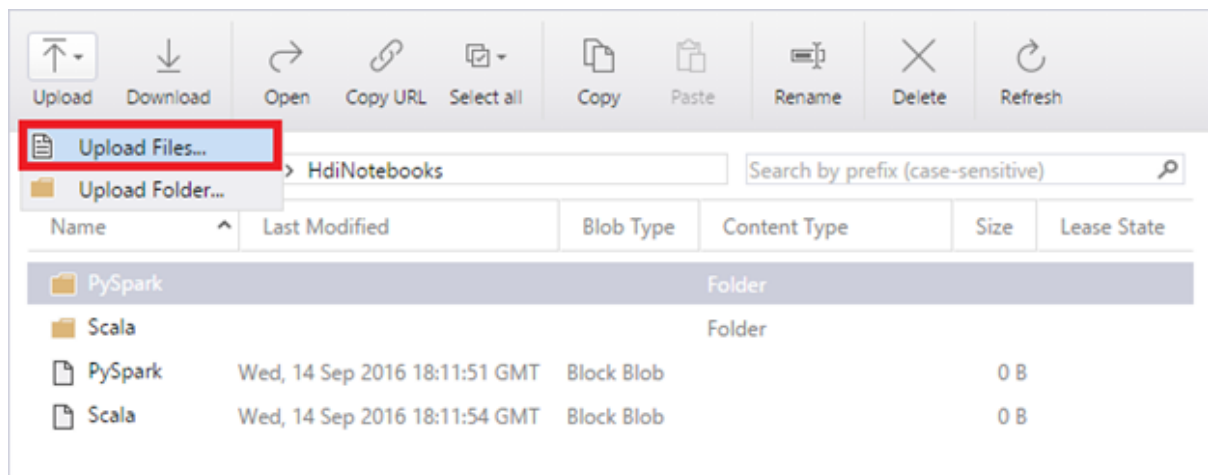 Upload Download Open Copy URL Select all Copy Paste Rename Delete Refresh
Upload Files...
HdiNotebooks Search by prefix (case-sensitive)
Upload Folder...
Name Last Modified Blob Type Content Type Size Lease State
PySpark Folder
Scala Folder
PySpark Wed, 14 Sep 2016 18:11:51 GMT Block Blob 0 B
Scala Wed, 14 Sep 2016 18:11:54 GMT Block Blob 0 B